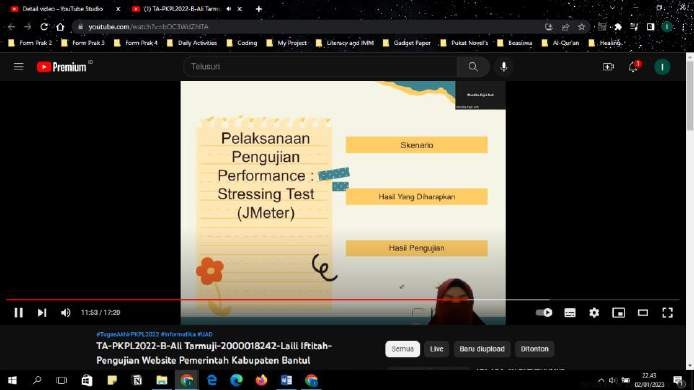 Detail video - YouTube Studio
(1) TA-PKPL2022-B-Ali Tarmuji
youtube.com/watch?v=
Form Prak 2
Form Prak 3
Form Prak 4
Daily Activities
Coding
My Project
Literacy and IMM
Gadget Paper
Pukat Novel's
Beasiswa
Al-Qur'an
Healing
Premium
ID
Telusuri
I
Pelaksanaan
Pengujian
Performance :
Stressing Test
(JMeter)
Skenario
Hasil Yang Diharapkan
Hasil Pengujian
11:53 / 17:20
#TugasAkhirPKPL2022 #Informatika #UAD
TA-PKPL2022-B-Ali Tarmuji-2000018242-Laili Iftitah-
Pengujian Website Pemerintah Kabupaten Bantul
Semua
Live
Baru diupload
Ditonton
22.43
02/01/2023